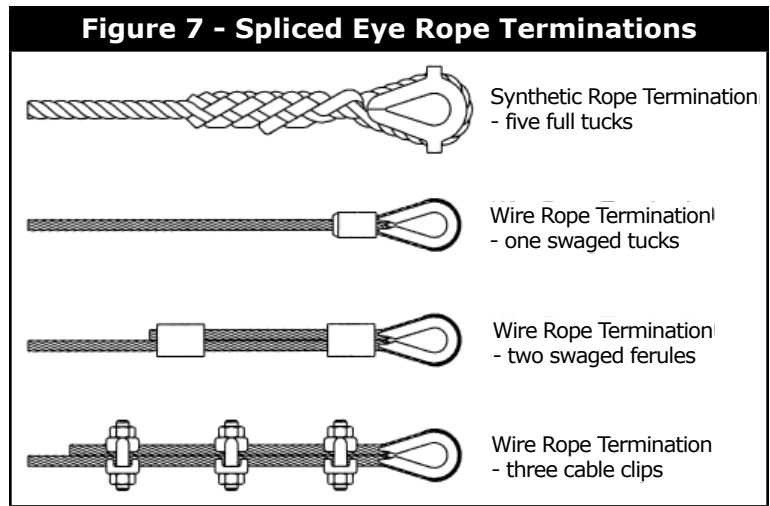 Figure 7 - Spliced Eye Rope Terminations
Synthetic Rope Termination
- five full tucks
Wire Rope Termination
- one swaged tucks
Wire Rope Termination
- two swaged ferules
Wire Rope Termination
- three cable clips